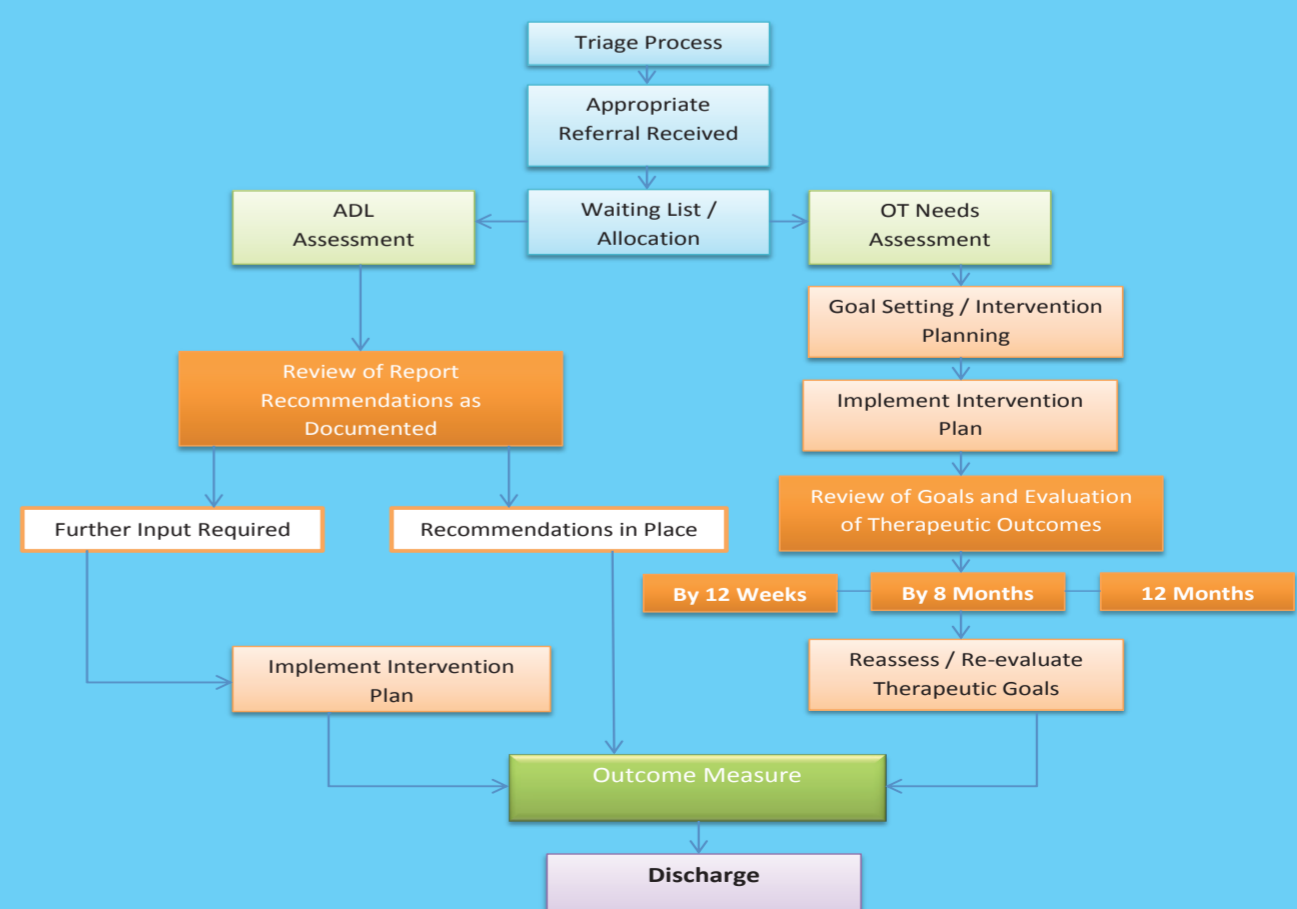 Triage Process
Appropriate
Referral Received
Waiting List /
Allocation
ADL
Assessment
OT Needs
Assessment
Goal Setting / Intervention
Planning
Implement Intervention
Plan
Review of Report
Recommendations as
Documented
Review of Goals and Evaluation
of Therapeutic Outcomes
Further Input Required
Recommendations in Place
By 12 Weeks
By 8 Months
12 Months
Implement Intervention
Plan
Reassess / Re-evaluate
Therapeutic Goals
Outcome Measure
Discharge